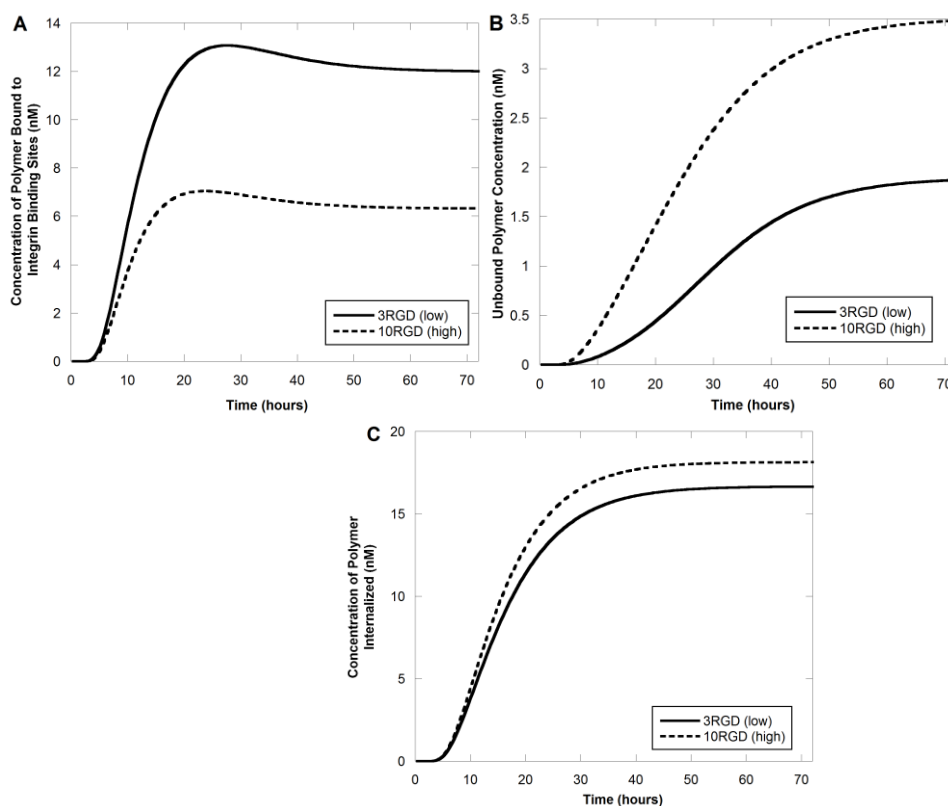 A
Concentration of Polymer Bound to
Integrin Binding Sites (nM)
14
12
10
8
6
4
2
0
3RGD (low)
10RGD (high)
0 10 20 30 40 50 60 70
Time (hours)
B
Unbound Polymer Concentration (nM)
3.5
3
2.5
2
1.5
1
0.5
0
3RGD (low)
10RGD (high)
0 10 20 30 40 50 60 70
Time (hours)
C
Concentration of Polymer
Internalized (nM)
20
15
10
5
0
3RGD (low)
10RGD (high)
0 10 20 30 40 50 60 70
Time (hours)